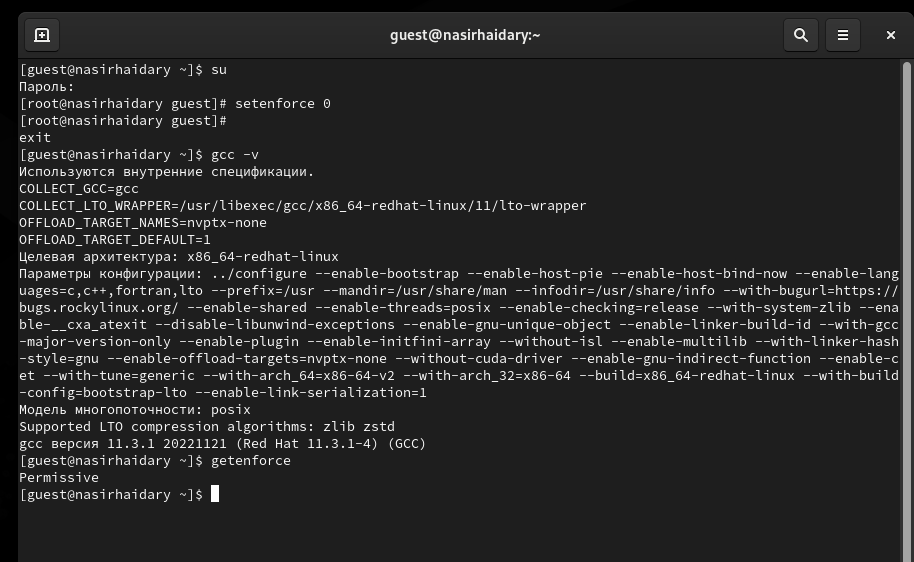 guest@nasirhaidary:~
[guest@nasirhaidary ~]$ su
Пароль:
[root@nasirhaidary guest]# setenforce 0
[root@nasirhaidary guest]#
exit
[guest@nasirhaidary ~]$ gcc -v
Используются внутренние спецификации.
COLLECT_GCC=gcc
COLLECT_LTO_WRAPPER=/usr/libexec/gcc/x86_64-redhat-linux/11/lto-wrapper
OFFLOAD_TARGET_NAMES=nvptx-none
OFFLOAD_TARGET_DEFAULT=1
Целевая архитектура: x86_64-redhat-linux
Параметры конфигурации: ../configure --enable-bootstrap --enable-host-pie --enable-host-bind-now --enable-lang
uages=c,c++,fortran,lto --prefix=/usr --mandir=/usr/share/man --infodir=/usr/share/info --with-bugurl=https://
bugs.rockylinux.org/ --enable-shared --enable-threads=posix --enable-checking=release --with-system-zlib --ena
ble-__cxa_atexit --disable-libunwind-exceptions --enable-gnu-unique-object --enable-linker-build-id --with-gcc
-major-version-only --enable-plugin --enable-initfini-array --without-isl --enable-multilib --with-linker-hash
-style=gnu --enable-offload-targets=nvptx-none --without-cuda-driver --enable-gnu-indirect-function --enable-c
et --with-tune=generic --with-arch_64=x86-64-v2 --with-arch_32=x86-64 --build=x86_64-redhat-linux --with-build
-config=bootstrap-lto --enable-link-serialization=1
Модель многопоточности: posix
Supported LTO compression algorithms: zlib zstd
gcc версия 11.3.1 20221121 (Red Hat 11.3.1-4) (GCC)
[guest@nasirhaidary ~]$ getenforce
Permissive
[guest@nasirhaidary ~]$